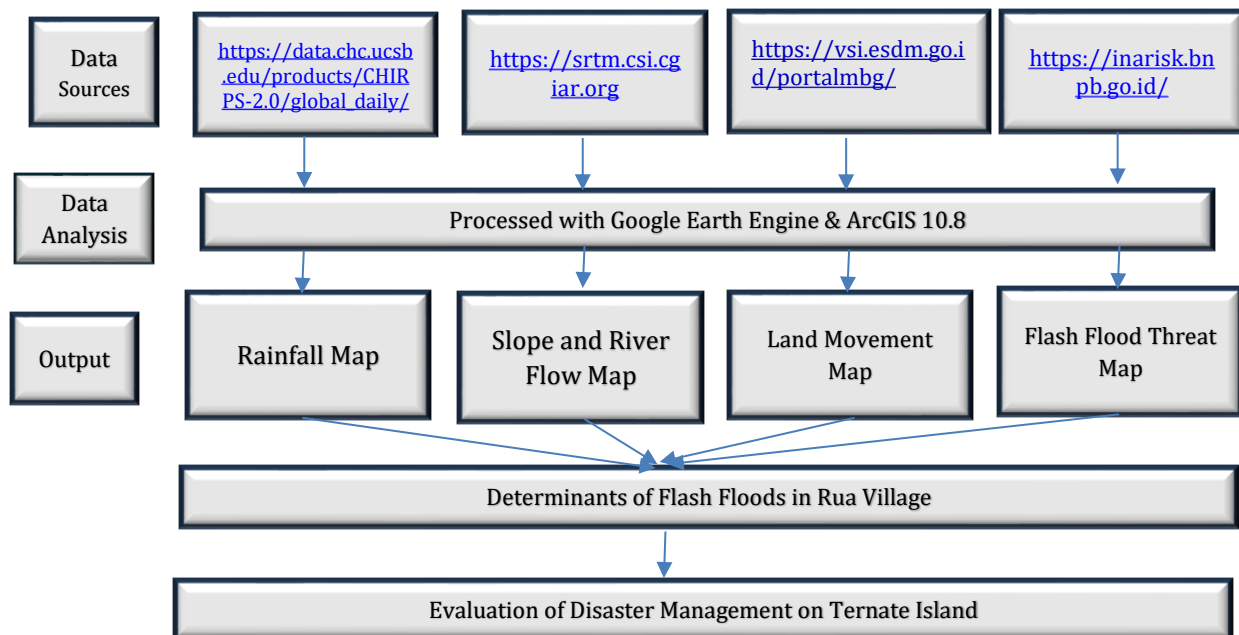 Data
Sources
https://data.chc.ucsb
.edu/products/CHIR
PS-2.0/global_daily/
https://srtm.csi.cg
iar.org
https://vsi.esdm.go.i
d/portalmbg/
https://inarisk.bn
pb.go.id/
Data
Analysis
Processed with Google Earth Engine & ArcGIS 10.8
Output
Rainfall Map
Slope and River
Flow Map
Land Movement
Map
Flash Flood Threat
Map
Determinants of Flash Floods in Rua Village
Evaluation of Disaster Management on Ternate Island